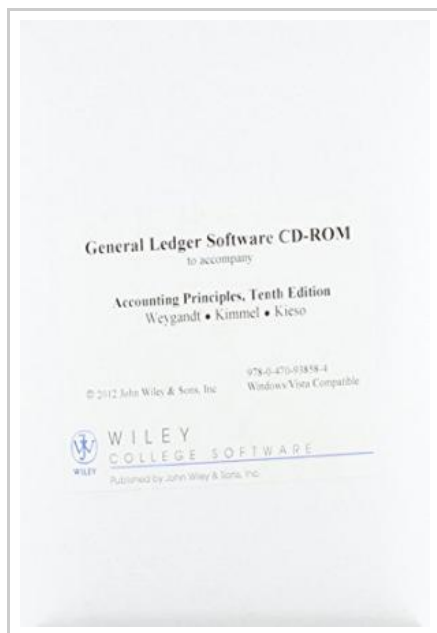 General Ledger Software CD-ROM
to accompany
Accounting Principles, Tenth Edition
Weygandt • Kimmel • Kieso
978-0-470-93858-4
© 2012 John Wiley & Sons, Inc
Windows/Vista Compatible
WILEY
COLLEGE SOFTWARE
WILEY
Published by John Wiley & Sons, Inc.